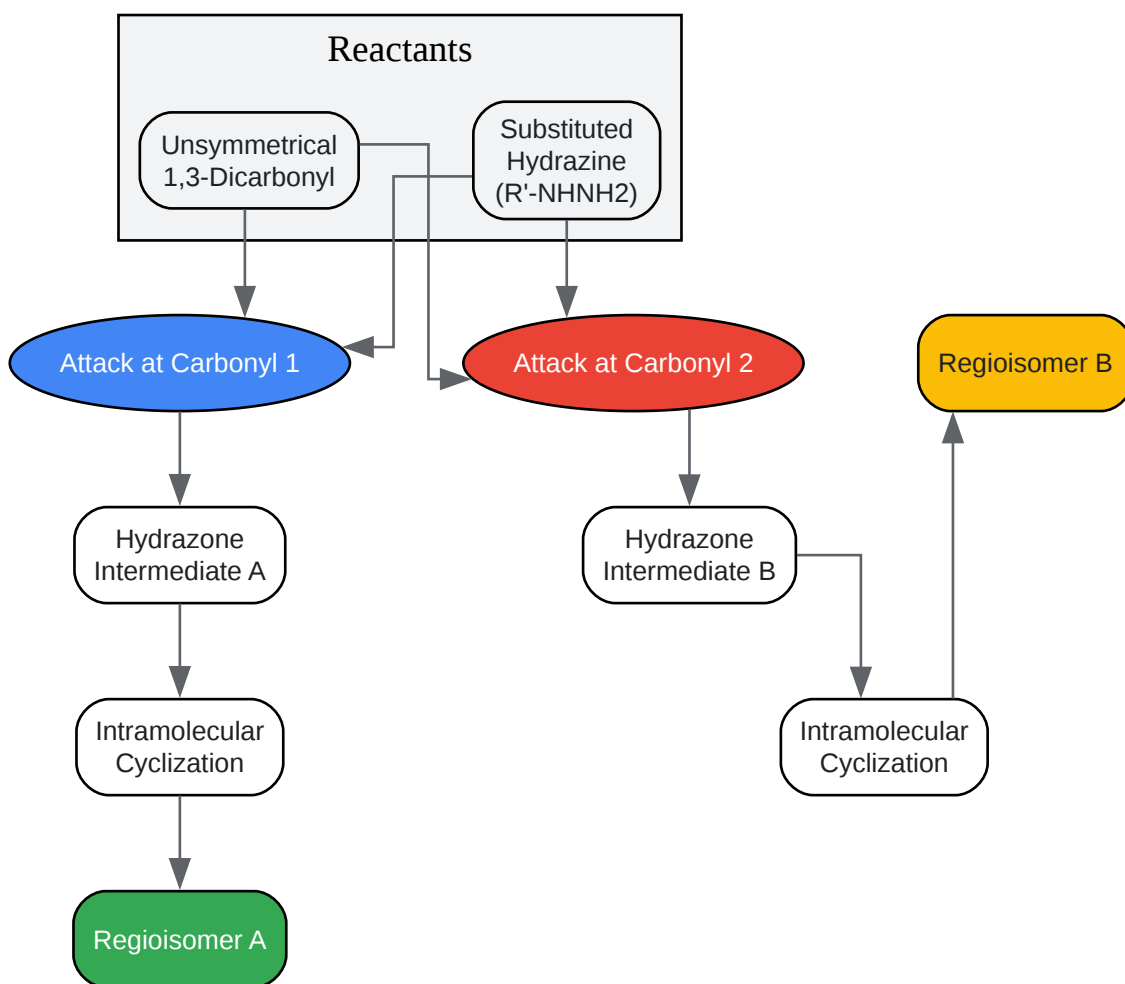 Reactants
Unsymmetrical
1,3-Dicarbonyl
Substituted
Hydrazine
(R'-NHNH2)
Attack at Carbonyl 1
Attack at Carbonyl 2
Regioisomer B
Hydrazone
Intermediate A
Hydrazone
Intermediate B
Intramolecular
Cyclization
Intramolecular
Cyclization
Regioisomer A